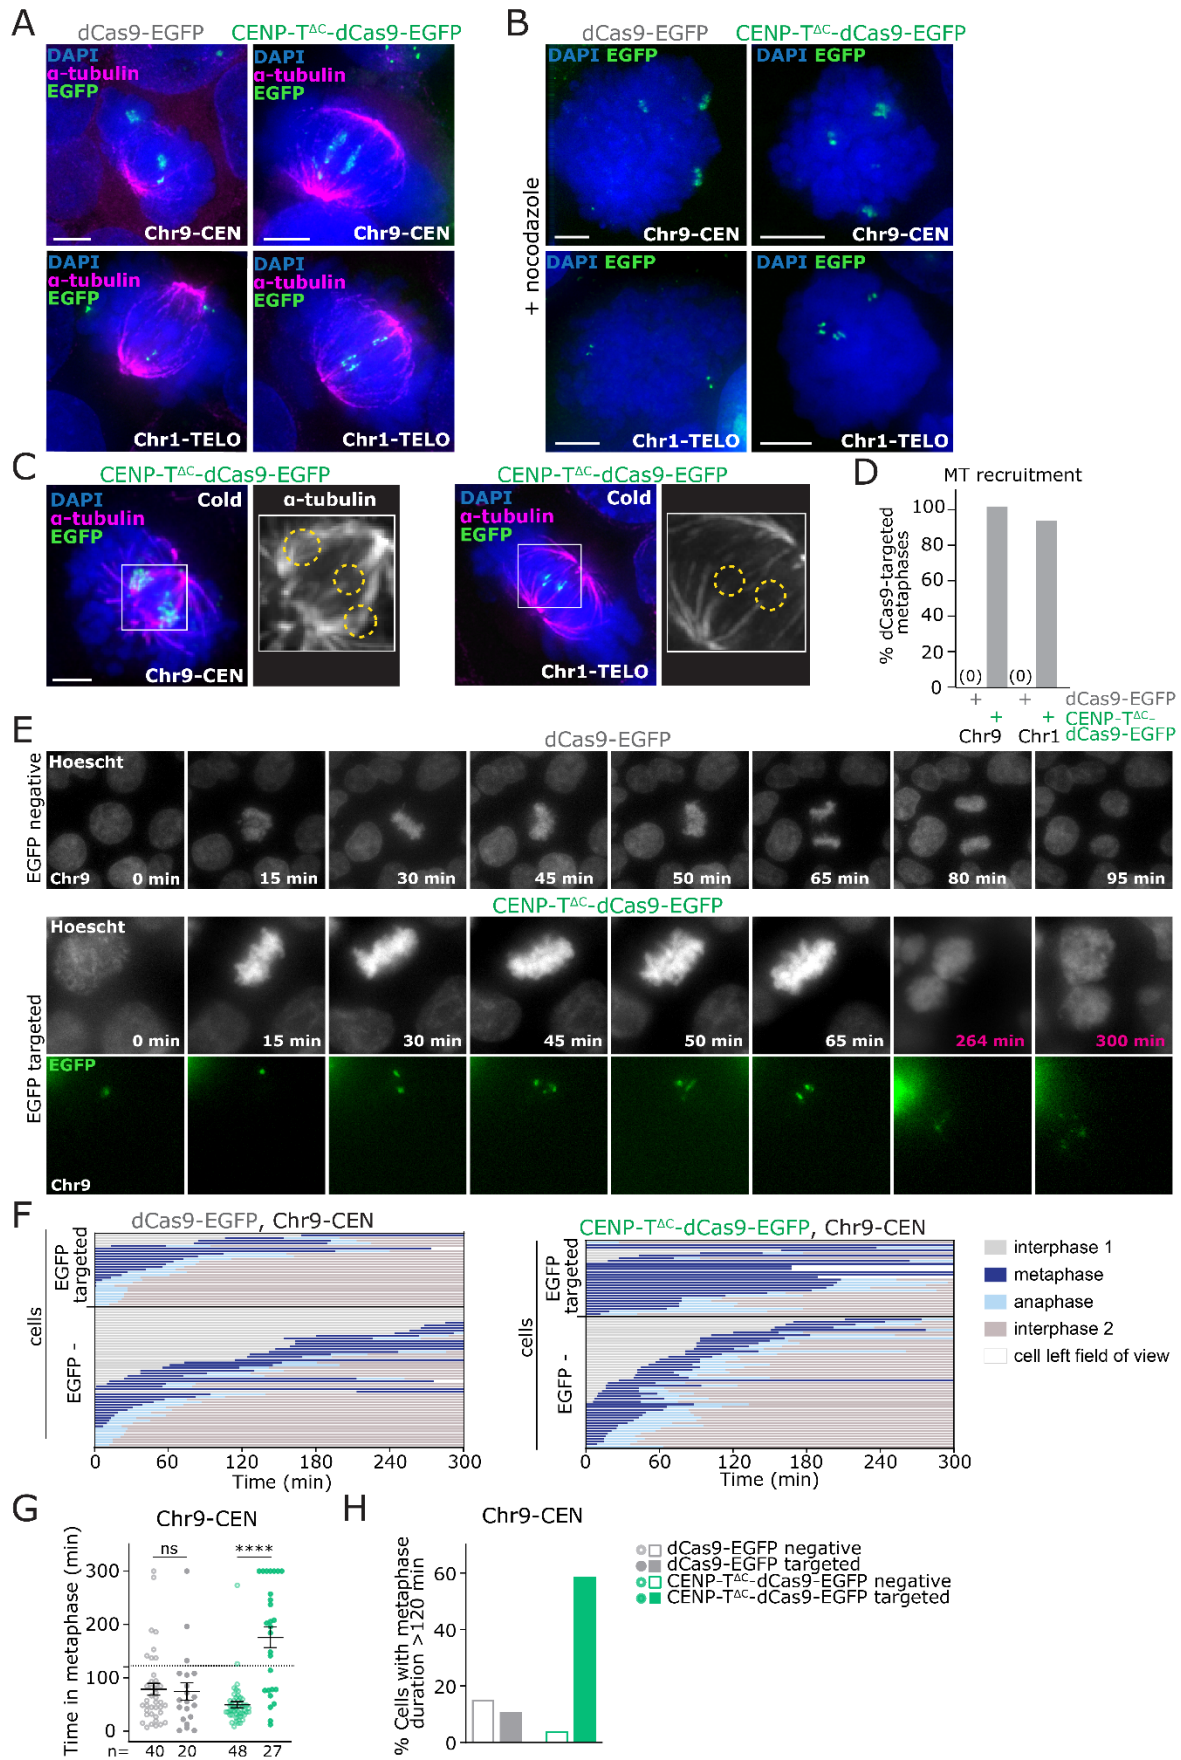 A
dCas9-EGFP
CENP-TΔC-dCas9-EGFP
DAPI
α-tubulin
EGFP
Chr9-CEN
DAPI
α-tubulin
EGFP
Chr9-CEN
DAPI
α-tubulin
EGFP
Chr1-TELO
DAPI
α-tubulin
EGFP
Chr1-TELO
B
dCas9-EGFP
CENP-TΔC-dCas9-EGFP
+ nocodazole
DAPI EGFP
Chr9-CEN
DAPI EGFP
Chr9-CEN
DAPI EGFP
Chr1-TELO
DAPI EGFP
Chr1-TELO
C
CENP-TΔC-dCas9-EGFP
DAPI
α-tubulin
EGFP
Cold
Chr9-CEN
α-tubulin
CENP-TΔC-dCas9-EGFP
DAPI
α-tubulin
EGFP
Cold
Chr1-TELO
α-tubulin
D
MT recruitment
% dCas9-targeted
metaphases
100
80
60
40
20
0
(0)
(0)
+ + dCas9-EGFP
+ + CENP-TΔC-
dCas9-EGFP
Chr9 Chr1
E
dCas9-EGFP
EGFP negative
Hoescht
Chr9
0 min
15 min
30 min
45 min
50 min
65 min
80 min
95 min
CENP-TΔC-dCas9-EGFP
EGFP targeted
Hoescht
0 min
15 min
30 min
45 min
50 min
65 min
264 min
300 min
EGFP
Chr9
F
dCas9-EGFP, Chr9-CEN
cells
EGFP
targeted
EGFP -
0 60 120 180 240 300
Time (min)
CENP-TΔC-dCas9-EGFP, Chr9-CEN
cells
EGFP
targeted
EGFP -
0 60 120 180 240 300
Time (min)
interphase 1
metaphase
anaphase
interphase 2
cell left field of view
G
Chr9-CEN
Time in metaphase (min)
ns
****
300
200
100
0
n= 40 20 48 27
H
Chr9-CEN
% Cells with metaphase
duration >120 min
60
40
20
0
dCas9-EGFP negative
dCas9-EGFP targeted
CENP-TΔC-dCas9-EGFP negative
CENP-TΔC-dCas9-EGFP targeted